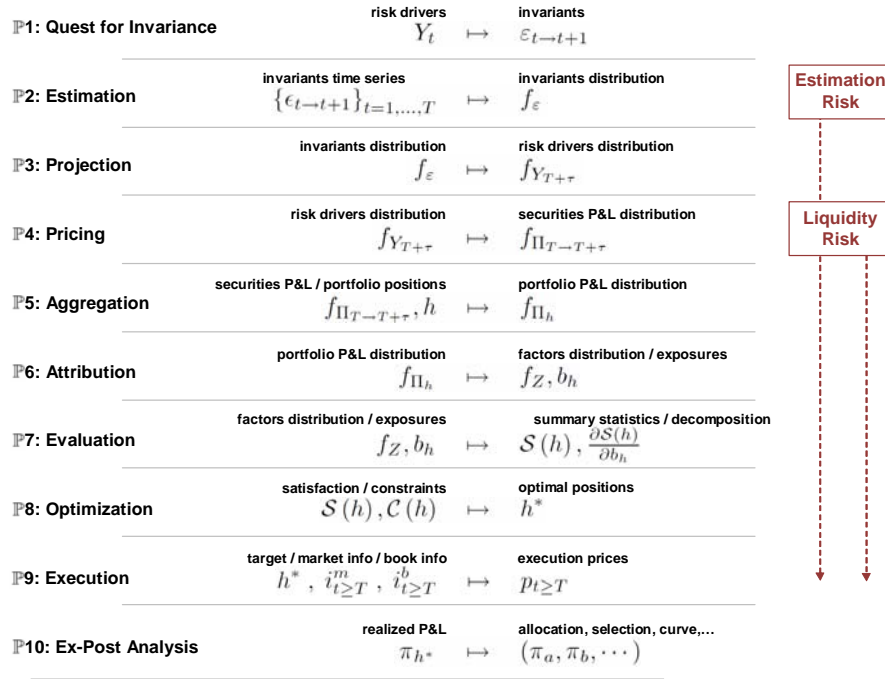 risk drivers invariants
ℙ1: Quest for Invariance Y_t ↦ ε_{t→t+1}
invariants time series invariants distribution
ℙ2: Estimation {ϵ_{t→t+1}}_{t=1,...,T} ↦ f_ε
Estimation
Risk
invariants distribution risk drivers distribution
ℙ3: Projection f_ε ↦ f_{Y_{T+τ}}
risk drivers distribution securities P&L distribution
ℙ4: Pricing f_{Y_{T+τ}} ↦ f_{Π_{T→T+τ}}
Liquidity
Risk
securities P&L / portfolio positions portfolio P&L distribution
ℙ5: Aggregation f_{Π_{T→T+τ}}, h ↦ f_{Π_h}
portfolio P&L distribution factors distribution / exposures
ℙ6: Attribution f_{Π_h} ↦ f_Z, b_h
factors distribution / exposures summary statistics / decomposition
ℙ7: Evaluation f_Z, b_h ↦ 𝒮(h), ∂𝒮(h)/∂b_h
satisfaction / constraints optimal positions
ℙ8: Optimization 𝒮(h), 𝒞(h) ↦ h*
target / market info / book info execution prices
ℙ9: Execution h*, i^m_{t≥T}, i^b_{t≥T} ↦ p_{t≥T}
realized P&L allocation, selection, curve,…
ℙ10: Ex-Post Analysis π_{h*} ↦ (π_a, π_b, ⋯)